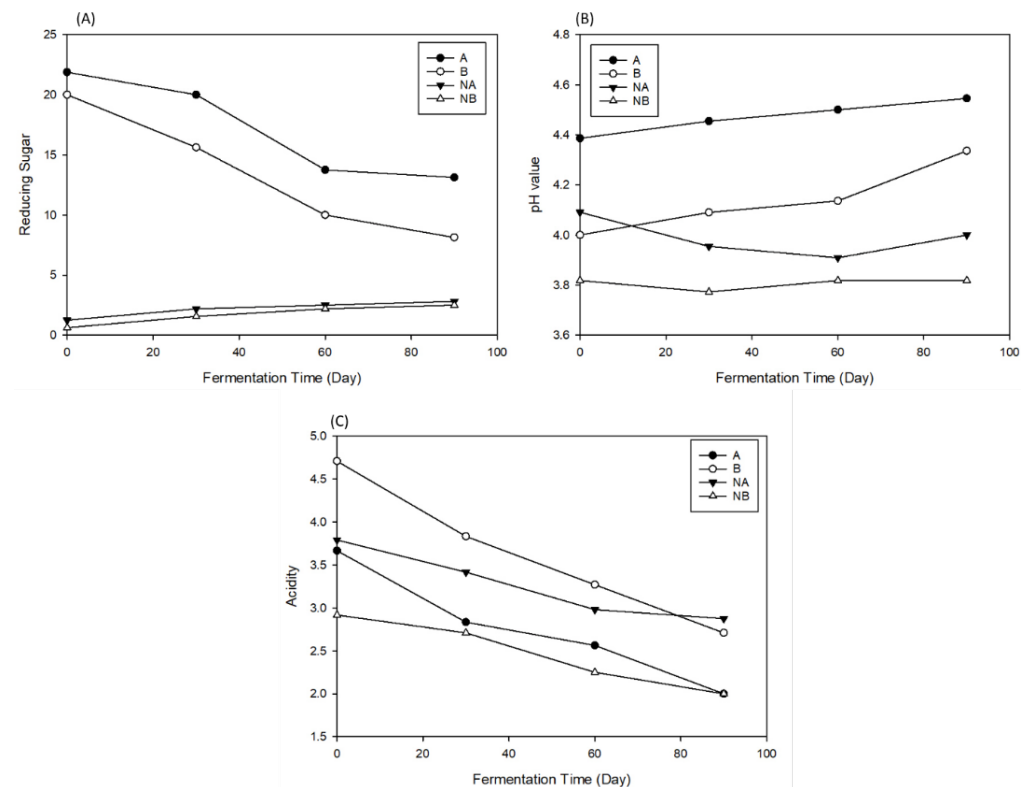 (A)
25
20
15
10
5
0
Reducing Sugar
A
B
NA
NB
0 20 40 60 80 100
Fermentation Time (Day)
(B)
4.8
4.6
4.4
4.2
4.0
3.8
3.6
pH value
A
B
NA
NB
0 20 40 60 80 100
Fermentation Time (Day)
(C)
5.0
4.5
4.0
3.5
3.0
2.5
2.0
1.5
Acidity
A
B
NA
NB
0 20 40 60 80 100
Fermentation Time (Day)